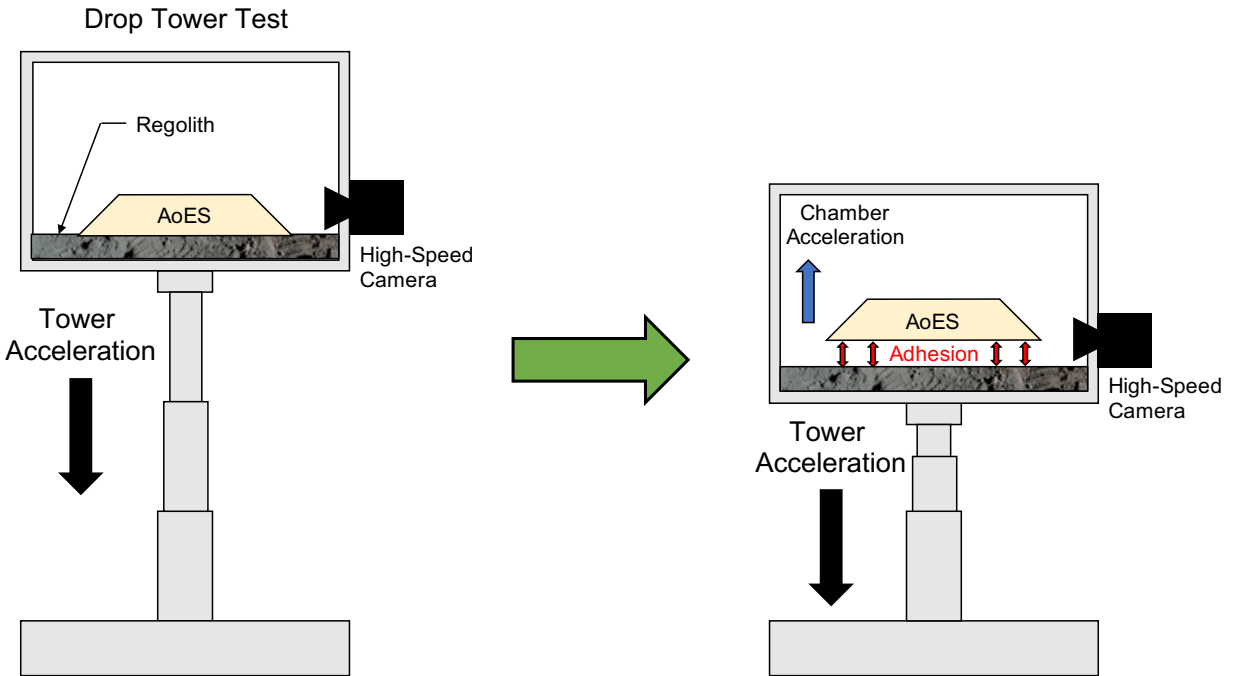 Drop Tower Test
Regolith
AoES
High-Speed
Camera
Tower
Acceleration
Chamber
Acceleration
AoES
Adhesion
High-Speed
Camera
Tower
Acceleration